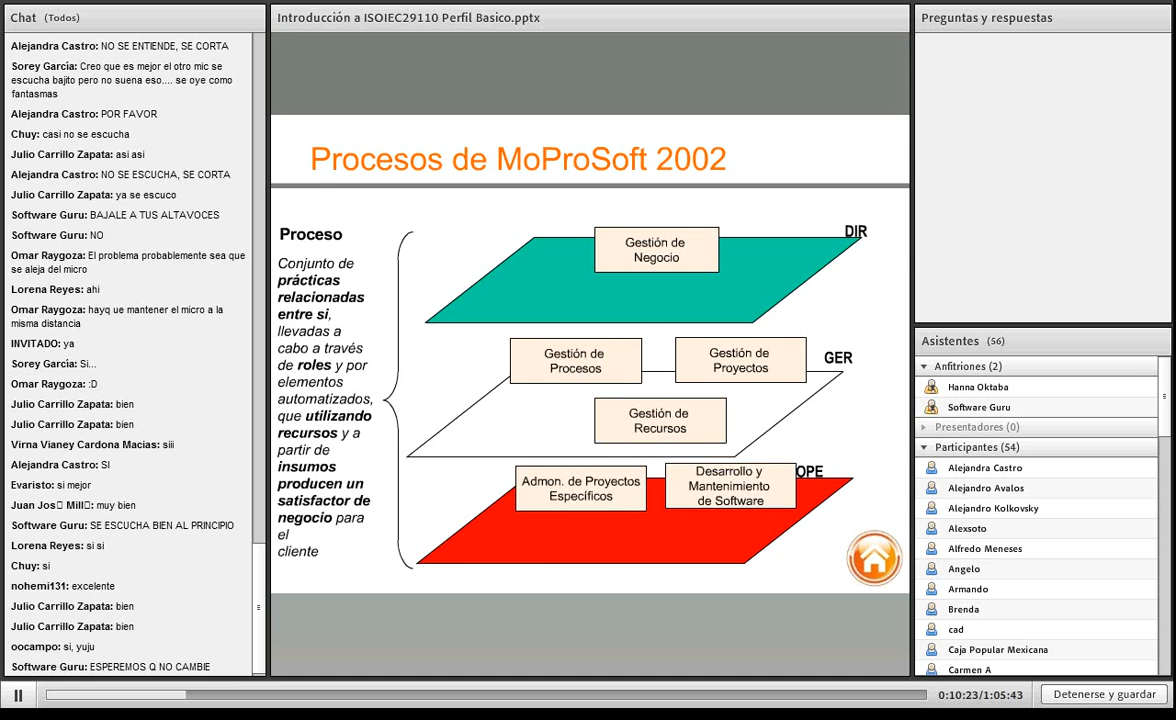 Chat (Todos)
Alejandra Castro: NO SE ENTIENDE, SE CORTA
Sorey García: Creo que es mejor el otro mic se
escucha bajito pero no suena eso.... se oye como
fantasmas
Alejandra Castro: POR FAVOR
Chuy: casi no se escucha
Julio Carrillo Zapata: asi asi
Alejandra Castro: NO SE ESCUCHA, SE CORTA
Julio Carrillo Zapata: ya se escuco
Software Guru: BAJALE A TUS ALTAVOCES
Software Guru: NO
Omar Raygoza: El problema probablemente sea que
se aleja del micro
Lorena Reyes: ahi
Omar Raygoza: hayq ue mantener el micro a la
misma distancia
INVITADO: ya
Sorey García: Si...
Omar Raygoza: :D
Julio Carrillo Zapata: bien
Julio Carrillo Zapata: bien
Virna Vianey Cardona Macias: siii
Alejandra Castro: SI
Evaristo: si mejor
Juan Jos▯ Mill▯: muy bien
Software Guru: SE ESCUCHA BIEN AL PRINCIPIO
Lorena Reyes: si si
Chuy: si
nohemi131: excelente
Julio Carrillo Zapata: bien
Julio Carrillo Zapata: bien
oocampo: si, yuju
Software Guru: ESPEREMOS Q NO CAMBIE
Introducción a ISOIEC29110 Perfil Basico.pptx
Procesos de MoProSoft 2002
Proceso
Conjunto de
prácticas
relacionadas
entre si,
llevadas a
cabo a través
de roles y por
elementos
automatizados,
que utilizando
recursos y a
partir de
insumos
producen un
satisfactor de
negocio para
el
cliente
DIR
Gestión de
Negocio
GER
Gestión de
Procesos
Gestión de
Proyectos
Gestión de
Recursos
OPE
Admon. de Proyectos
Específicos
Desarrollo y
Mantenimiento
de Software
Preguntas y respuestas
Asistentes (56)
Anfitriones (2)
Hanna Oktaba
Software Guru
Presentadores (0)
Participantes (54)
Alejandra Castro
Alejandro Avalos
Alejandro Kolkovsky
Alexsoto
Alfredo Meneses
Angelo
Armando
Brenda
cad
Caja Popular Mexicana
Carmen A
0:10:23/1:05:43
Detenerse y guardar